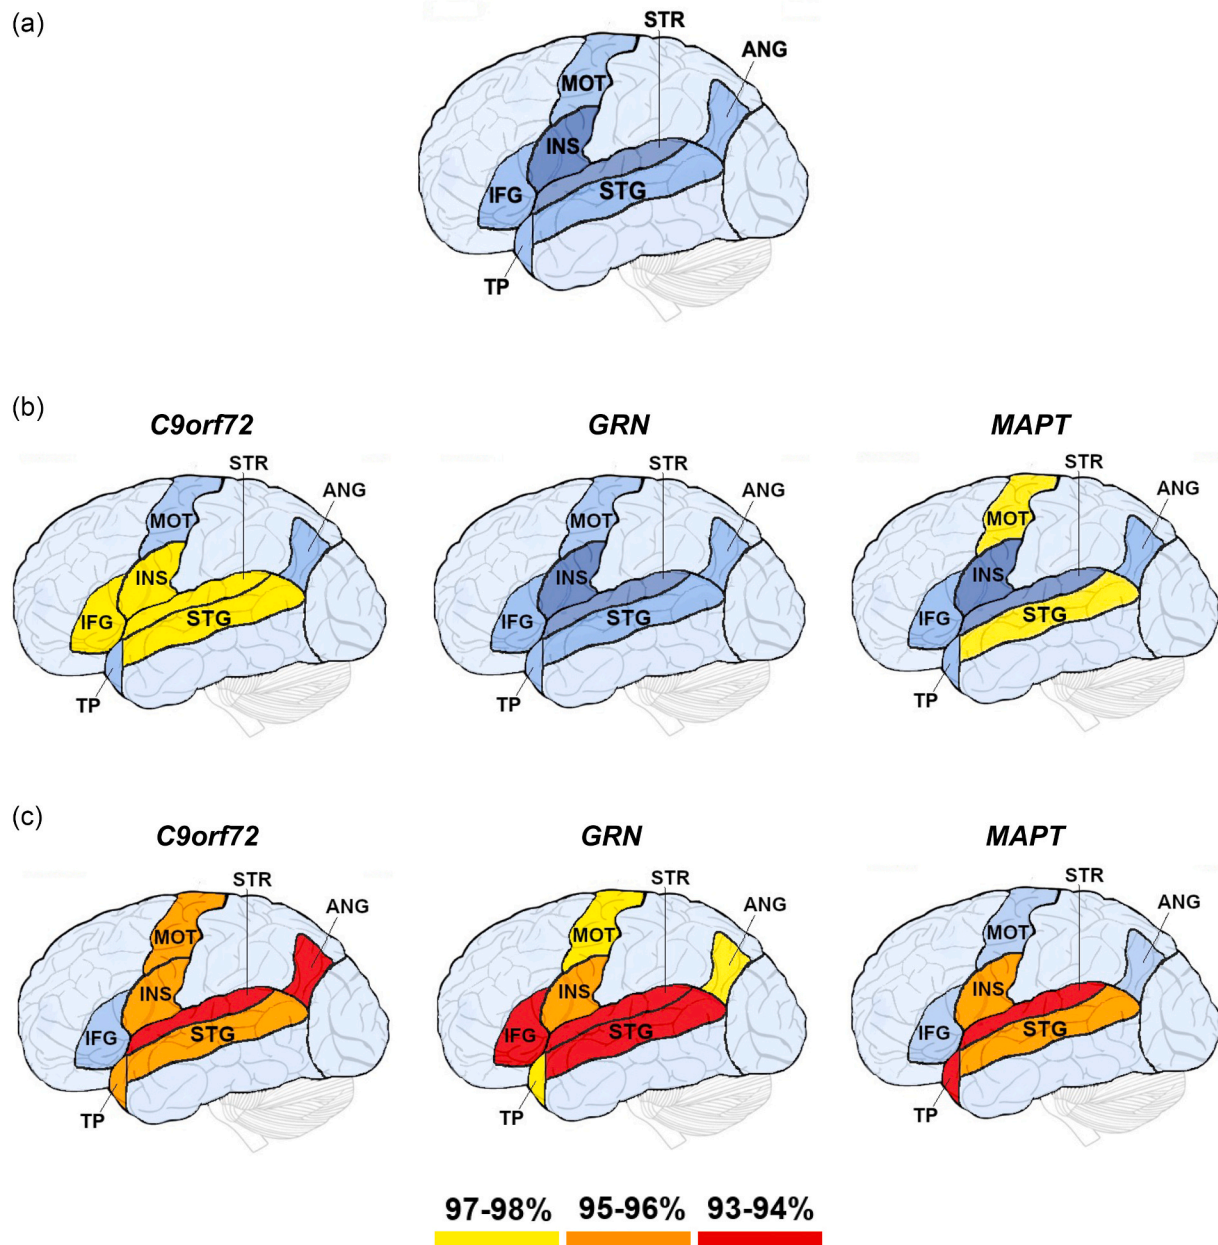 (a)
STR
ANG
MOT
INS
IFG
STG
TP
(b)
C9orf72 GRN MAPT
STR STR STR
ANG ANG ANG
MOT MOT MOT
INS INS INS
IFG STG IFG STG IFG STG
TP TP TP
(c)
C9orf72 GRN MAPT
STR STR STR
ANG ANG ANG
MOT MOT MOT
INS INS INS
IFG STG IFG STG IFG STG
TP TP TP
97-98% 95-96% 93-94%